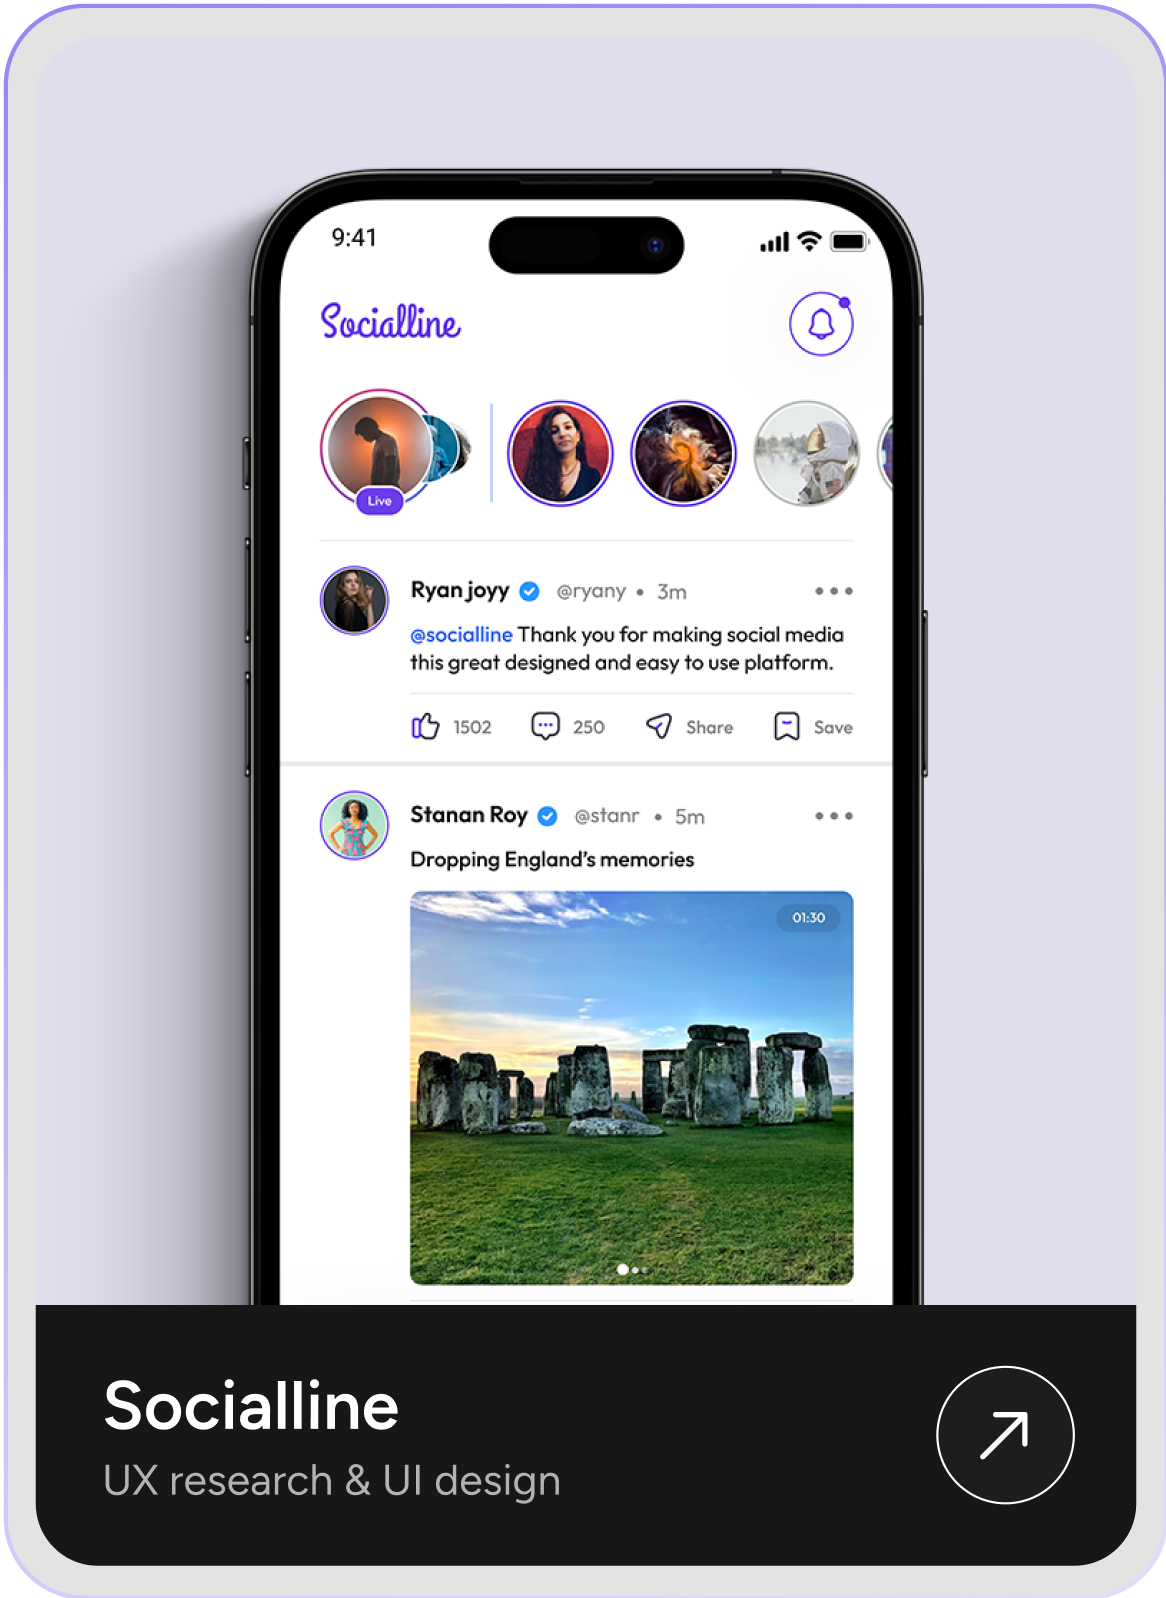 9:41
Socialline
Live
Ryan joyy @ryany • 3m
@socialline Thank you for making social media
this great designed and easy to use platform.
1502 250 Share Save
Stanan Roy @stanr • 5m
Dropping England's memories
01:30
Socialline
UX research & UI design